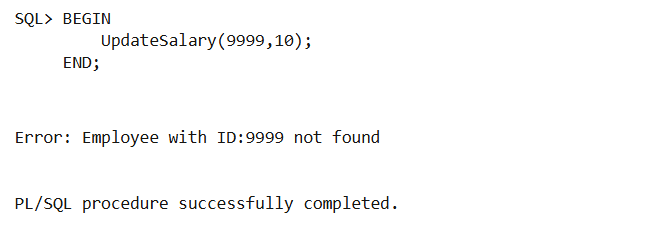 SQL> BEGIN
UpdateSalary(9999,10);
END;
Error: Employee with ID:9999 not found
PL/SQL procedure successfully completed.